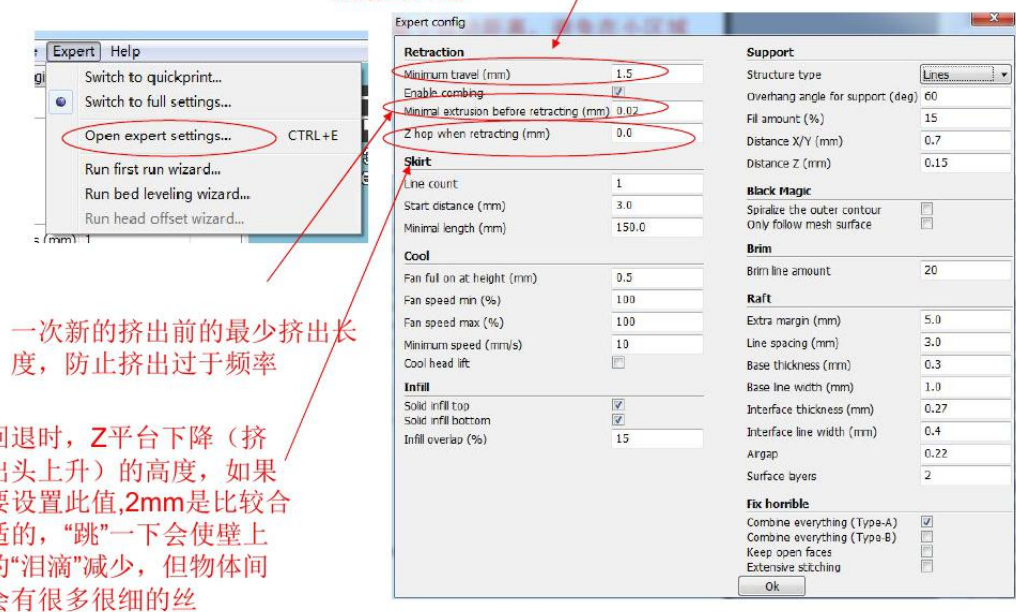 Expert Help
Switch to quickprint...
Switch to full settings...
Open expert settings... CTRL+E
Run first run wizard...
Run bed leveling wizard...
Run head offset wizard...
s (mm) 1
一次新的挤出前的最少挤出长
度，防止挤出过于频率
回退时，Z平台下降（挤
出头上升）的高度，如果
要设置此值,2mm是比较合
适的，“跳”一下会使壁上
的“泪滴”减少，但物体间
会有很多很细的丝
Expert config
Retraction
Minimum travel (mm) 1.5
Enable combing
Minimal extrusion before retracting (mm) 0.02
Z hop when retracting (mm) 0.0
Skirt
Line count 1
Start distance (mm) 3.0
Minimal length (mm) 150.0
Cool
Fan full on at height (mm) 0.5
Fan speed min (%) 100
Fan speed max (%) 100
Minimum speed (mm/s) 10
Cool head lift
Infill
Solid infill top
Solid infill bottom
Infill overlap (%) 15
Support
Structure type Lines
Overhang angle for support (deg) 60
Fill amount (%) 15
Distance X/Y (mm) 0.7
Distance Z (mm) 0.15
Black Magic
Spiralize the outer contour
Only follow mesh surface
Brim
Brim line amount 20
Raft
Extra margin (mm) 5.0
Line spacing (mm) 3.0
Base thickness (mm) 0.3
Base line width (mm) 1.0
Interface thickness (mm) 0.27
Interface line width (mm) 0.4
Airgap 0.22
Surface layers 2
Fix horrible
Combine everything (Type-A)
Combine everything (Type-B)
Keep open faces
Extensive stitching
Ok